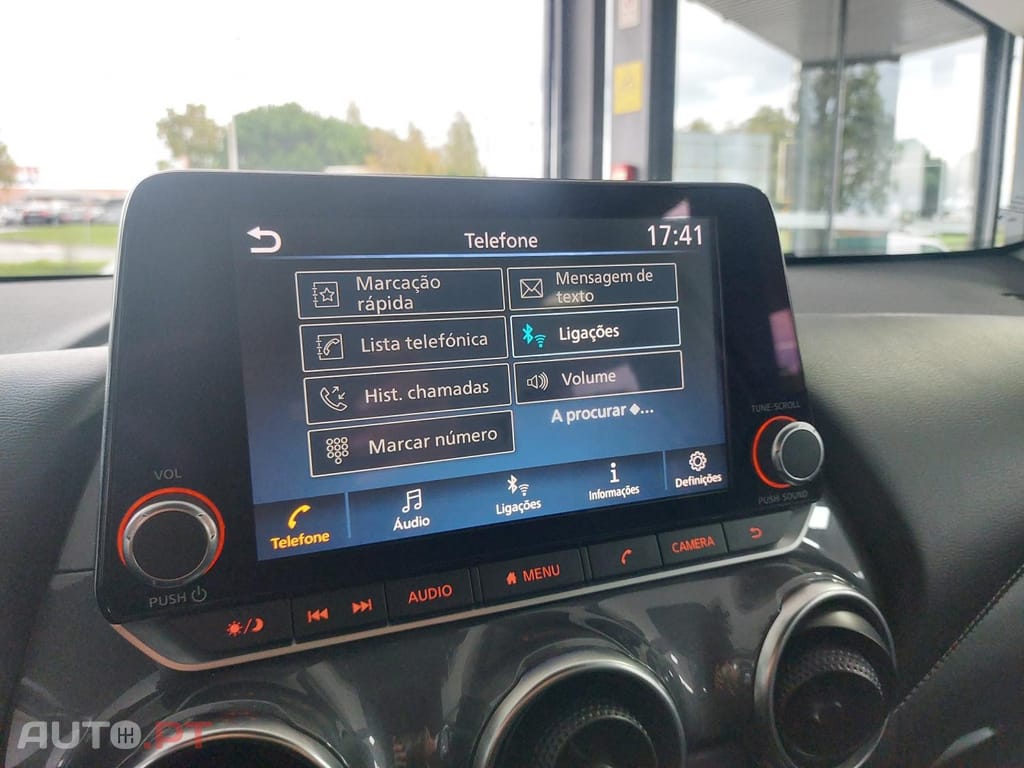 Telefone
17:41
Marcação
rápida
Mensagem de
texto
Lista telefónica
Ligações
Hist. chamadas
Volume
Marcar número
A procurar �...
Telefone
Áudio
Ligações
Informações
Definições
VOL
PUSH
TUNE·SCROLL
PUSH·SOUND
AUDIO
MENU
CAMERA
AUTO.PT